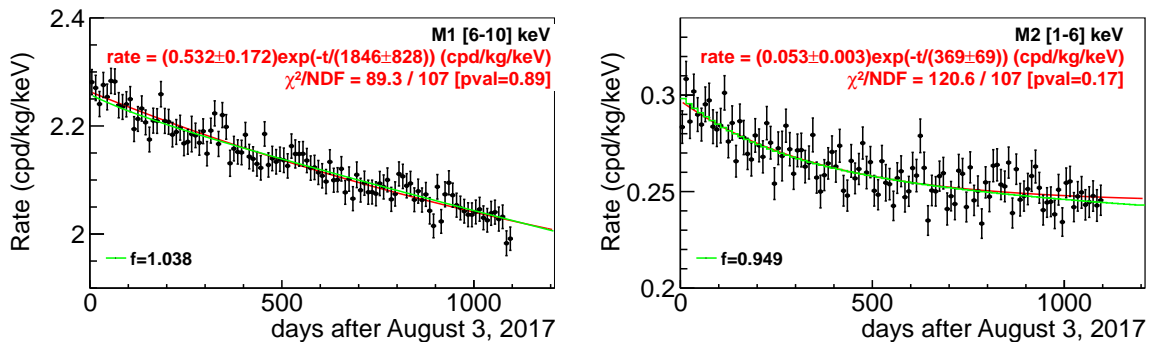 M1 [6-10] keV
rate = (0.532±0.172)exp(-t/(1846±828)) (cpd/kg/keV)
χ²/NDF = 89.3 / 107 [pval=0.89]
2.4
2.2
2
Rate (cpd/kg/keV)
f=1.038
0
500
1000
days after August 3, 2017
M2 [1-6] keV
rate = (0.053±0.003)exp(-t/(369±69)) (cpd/kg/keV)
χ²/NDF = 120.6 / 107 [pval=0.17]
0.3
0.25
0.2
Rate (cpd/kg/keV)
f=0.949
0
500
1000
days after August 3, 2017